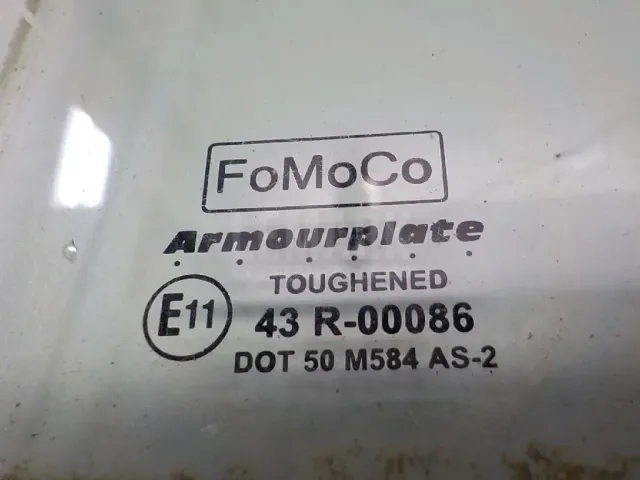 FoMoCo
Armourplate
TOUGHENED
E11 43 R-00086
DOT 50 M584 AS-2